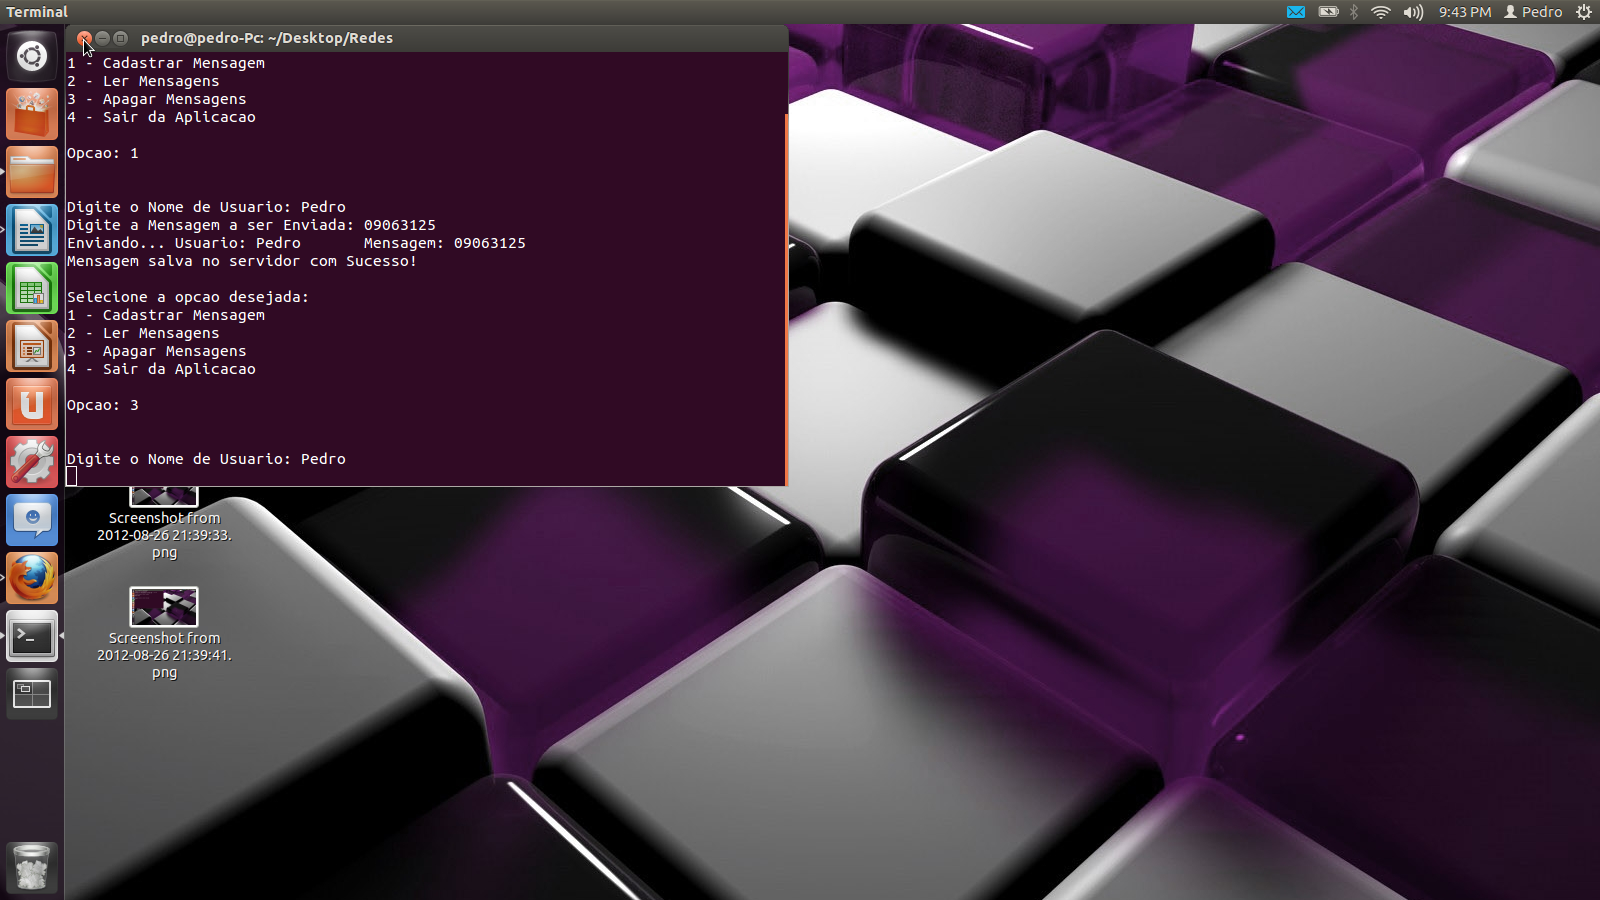 Terminal
9:43 PM
Pedro
pedro@pedro-Pc: ~/Desktop/Redes
1 - Cadastrar Mensagem
2 - Ler Mensagens
3 - Apagar Mensagens
4 - Sair da Aplicacao
Opcao: 1
Digite o Nome de Usuario: Pedro
Digite a Mensagem a ser Enviada: 09063125
Enviando... Usuario: Pedro       Mensagem: 09063125
Mensagem salva no servidor com Sucesso!
Selecione a opcao desejada:
1 - Cadastrar Mensagem
2 - Ler Mensagens
3 - Apagar Mensagens
4 - Sair da Aplicacao
Opcao: 3
Digite o Nome de Usuario: Pedro
Screenshot from
2012-08-26 21:39:33.
png
Screenshot from
2012-08-26 21:39:41.
png